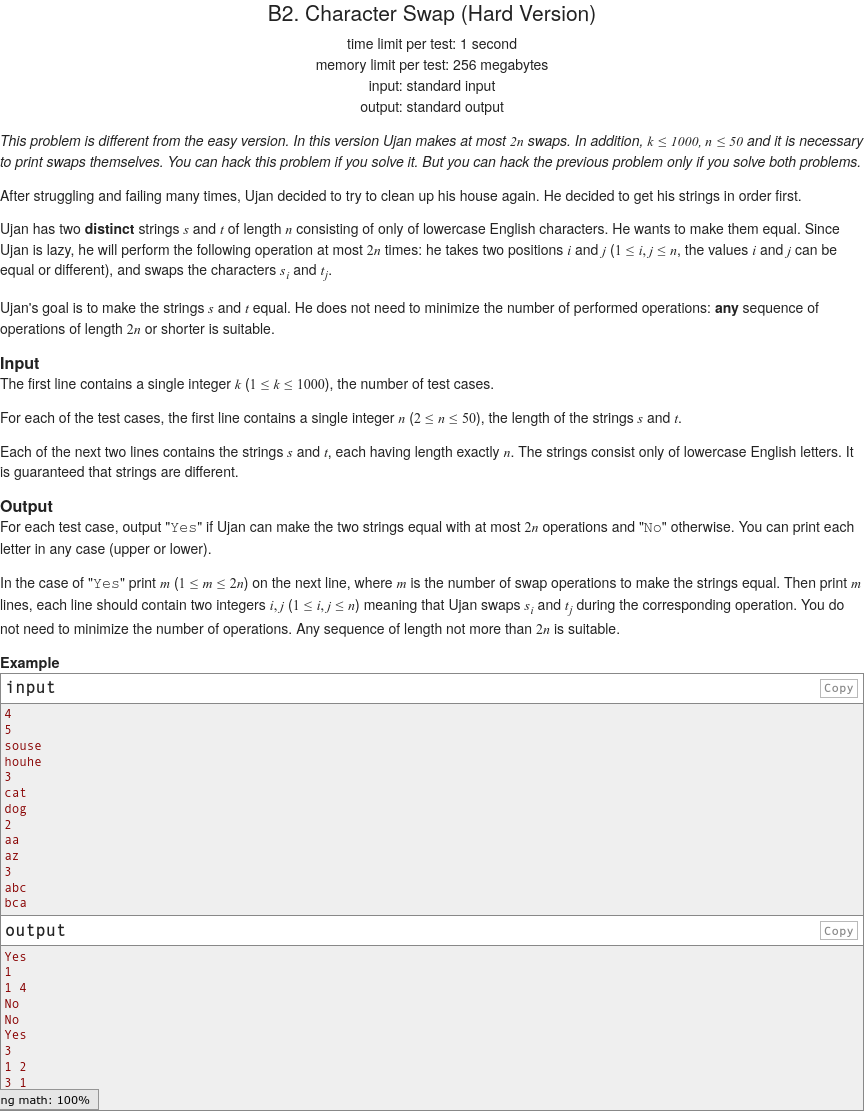 B2. Character Swap (Hard Version)
time limit per test: 1 second
memory limit per test: 256 megabytes
input: standard input
output: standard output
This problem is different from the easy version. In this version Ujan makes at most 2n swaps. In addition, k ≤ 1000, n ≤ 50 and it is necessary
to print swaps themselves. You can hack this problem if you solve it. But you can hack the previous problem only if you solve both problems.
After struggling and failing many times, Ujan decided to try to clean up his house again. He decided to get his strings in order first.
Ujan has two distinct strings s and t of length n consisting of only of lowercase English characters. He wants to make them equal. Since
Ujan is lazy, he will perform the following operation at most 2n times: he takes two positions i and j (1 ≤ i, j ≤ n, the values i and j can be
equal or different), and swaps the characters s_i and t_j.
Ujan's goal is to make the strings s and t equal. He does not need to minimize the number of performed operations: any sequence of
operations of length 2n or shorter is suitable.
Input
The first line contains a single integer k (1 ≤ k ≤ 1000), the number of test cases.
For each of the test cases, the first line contains a single integer n (2 ≤ n ≤ 50), the length of the strings s and t.
Each of the next two lines contains the strings s and t, each having length exactly n. The strings consist only of lowercase English letters. It
is guaranteed that strings are different.
Output
For each test case, output "Yes" if Ujan can make the two strings equal with at most 2n operations and "No" otherwise. You can print each
letter in any case (upper or lower).
In the case of "Yes" print m (1 ≤ m ≤ 2n) on the next line, where m is the number of swap operations to make the strings equal. Then print m
lines, each line should contain two integers i, j (1 ≤ i, j ≤ n) meaning that Ujan swaps s_i and t_j during the corresponding operation. You do
not need to minimize the number of operations. Any sequence of length not more than 2n is suitable.
Example
input Copy
4
5
souse
houhe
3
cat
dog
2
aa
az
3
abc
bca
output Copy
Yes
1
1 4
No
No
Yes
3
1 2
3 1
ng math: 100%